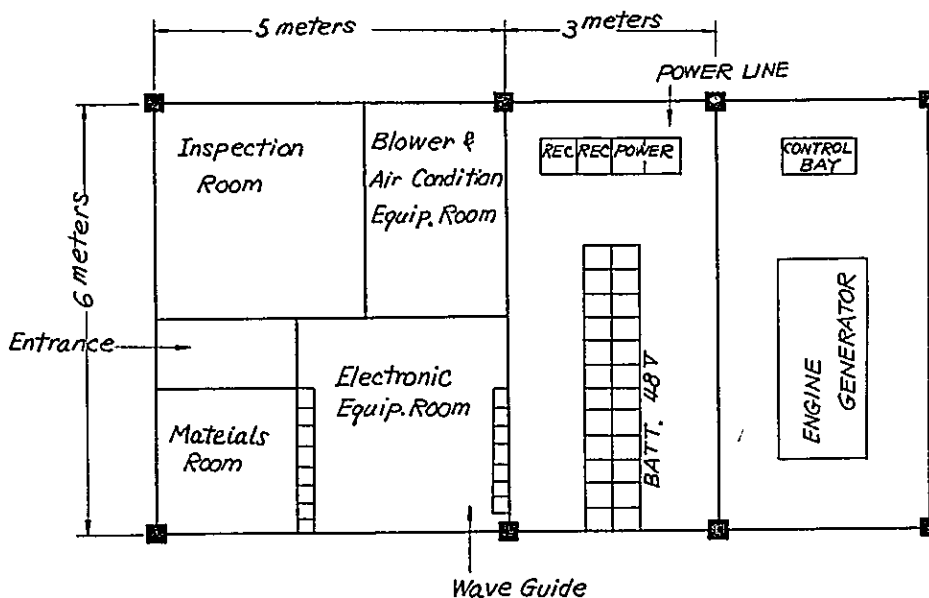 5 meters
3 meters
POWER LINE
Inspection
Room
Blower &
Air Condition
Equip. Room
REC REC POWER
CONTROL
BAY
6 meters
Entrance
Electronic
Equip. Room
Mateials
Room
BATT. 48V
ENGINE
GENERATOR
Wave Guide